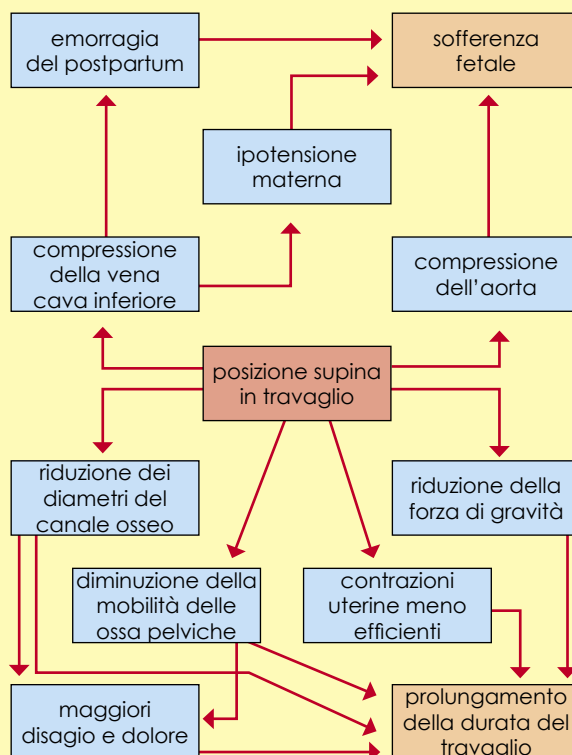 emorragia
del postpartum
sofferenza
fetale
ipotensione
materna
compressione
della vena
cava inferiore
compressione
dell'aorta
posizione supina
in travaglio
riduzione dei
diametri del
canale osseo
riduzione della
forza di gravità
diminuzione della
mobilità delle
ossa pelviche
contrazioni
uterine meno
efficienti
maggiori
disagio e dolore
prolungamento
della durata del
travaglio